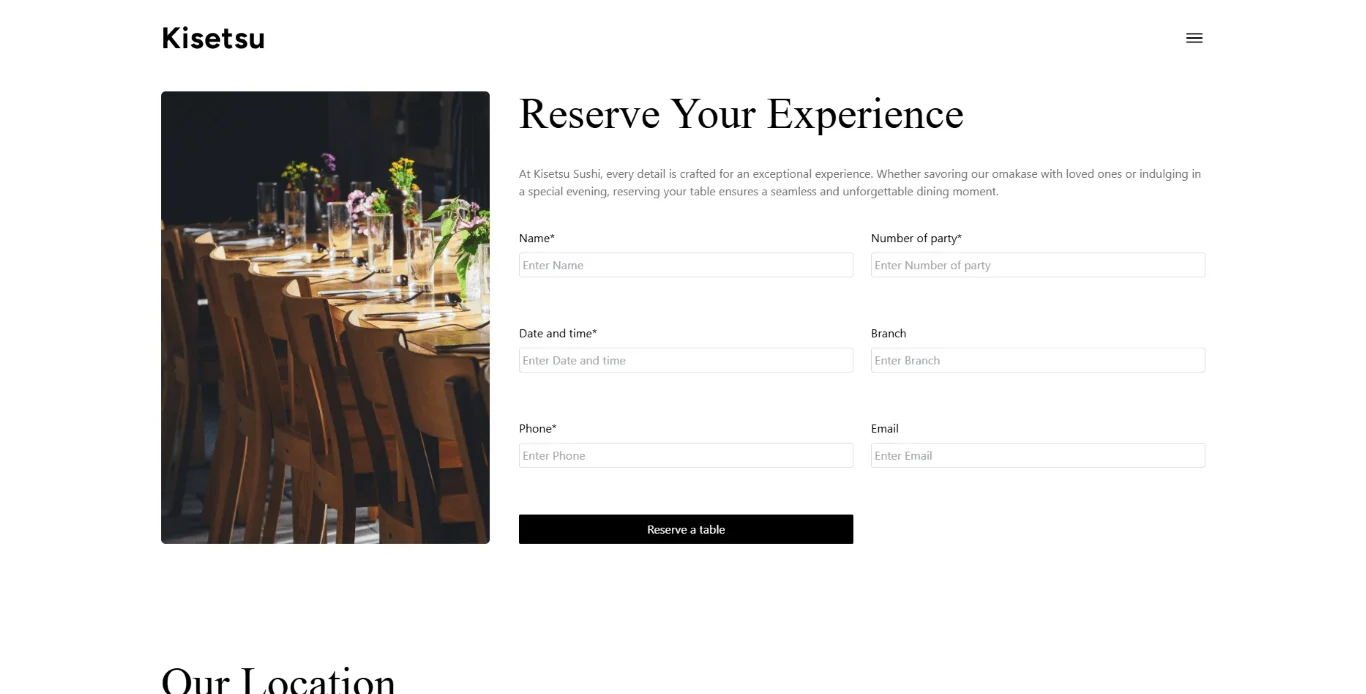 Kisetsu
Reserve Your Experience
At Kisetsu Sushi, every detail is crafted for an exceptional experience. Whether savoring our omakase with loved ones or indulging in
a special evening, reserving your table ensures a seamless and unforgettable dining moment.
Name*
Number of party*
Enter Name
Enter Number of party
Date and time*
Branch
Enter Date and time
Enter Branch
Phone*
Email
Enter Phone
Enter Email
Reserve a table
Our Location